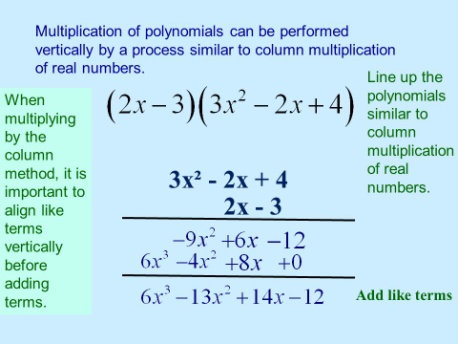 Multiplication of polynomials can be performed
vertically by a process similar to column multiplication
of real numbers.
When
multiplying
by the
column
method, it is
important to
align like
terms
vertically
before
adding
terms.
(2x − 3)(3x² − 2x + 4)
Line up the
polynomials
similar to
column
multiplication
of real
numbers.
3x² - 2x + 4
2x - 3
−9x² +6x −12
6x³ −4x² +8x +0
6x³ −13x² +14x −12
Add like terms